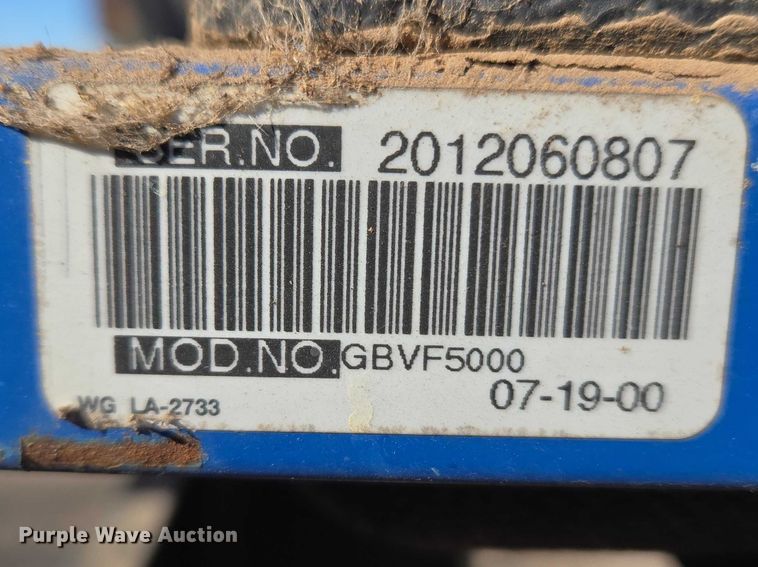 SER.NO. 2012060807
MOD.NO. GBVF5000
07-19-00
WG LA-2733
Purple Wave Auction